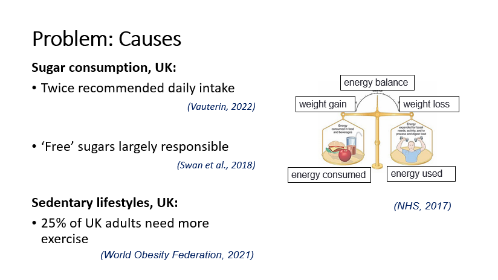 Problem: Causes
Sugar consumption, UK:
• Twice recommended daily intake
(Vauterin, 2022)
• ‘Free’ sugars largely responsible
(Swan et al., 2018)
Sedentary lifestyles, UK:
• 25% of UK adults need more
exercise
(World Obesity Federation, 2021)
energy balance
weight gain
weight loss
energy consumed
energy used
(NHS, 2017)